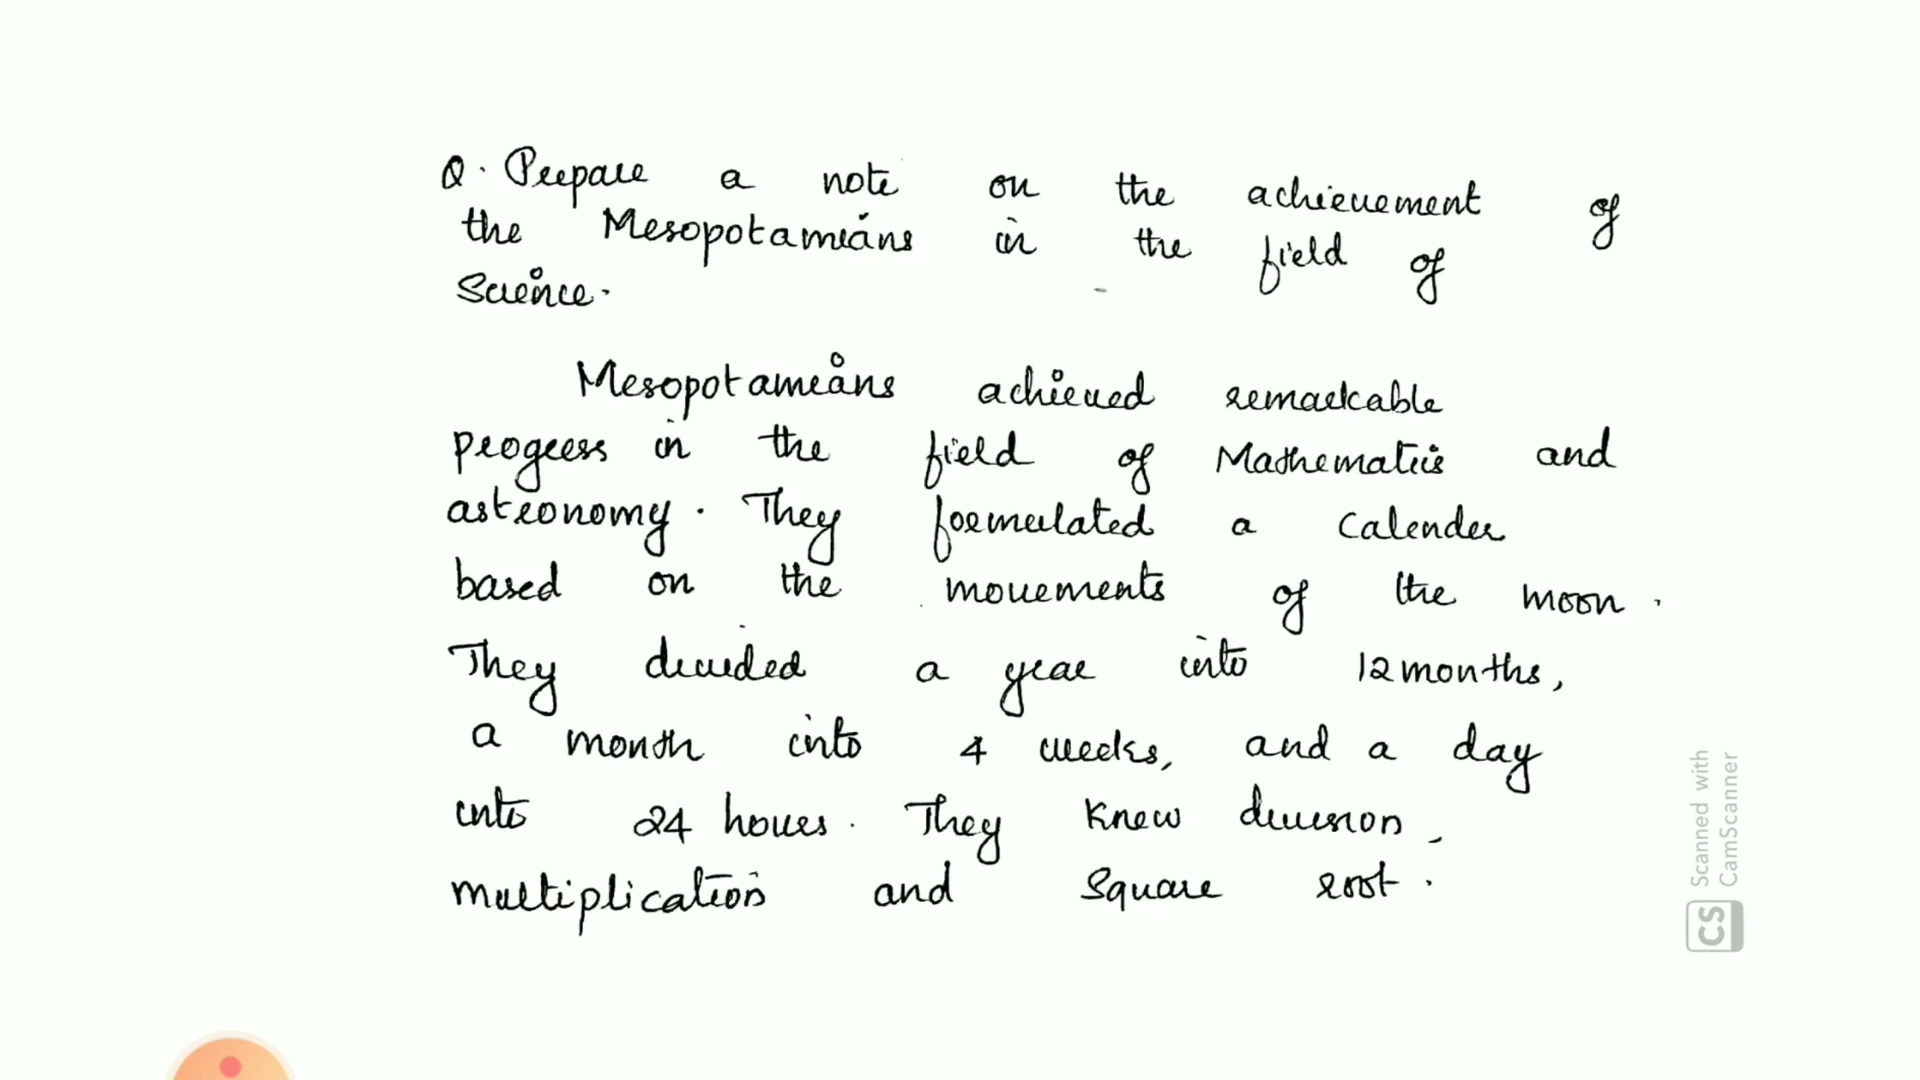 Q. Prepare a note on the achievement of
the Mesopotamians in the field of
Science.
Mesopotamians achieved remarkable
progress in the field of Mathematics and
astronomy. They formulated a Calender
based on the movements of the moon.
They divided a year into 12 months,
a month into 4 weeks, and a day
into 24 hours. They Knew division,
multiplication and Square root.
Scanned with
CamScanner
CS